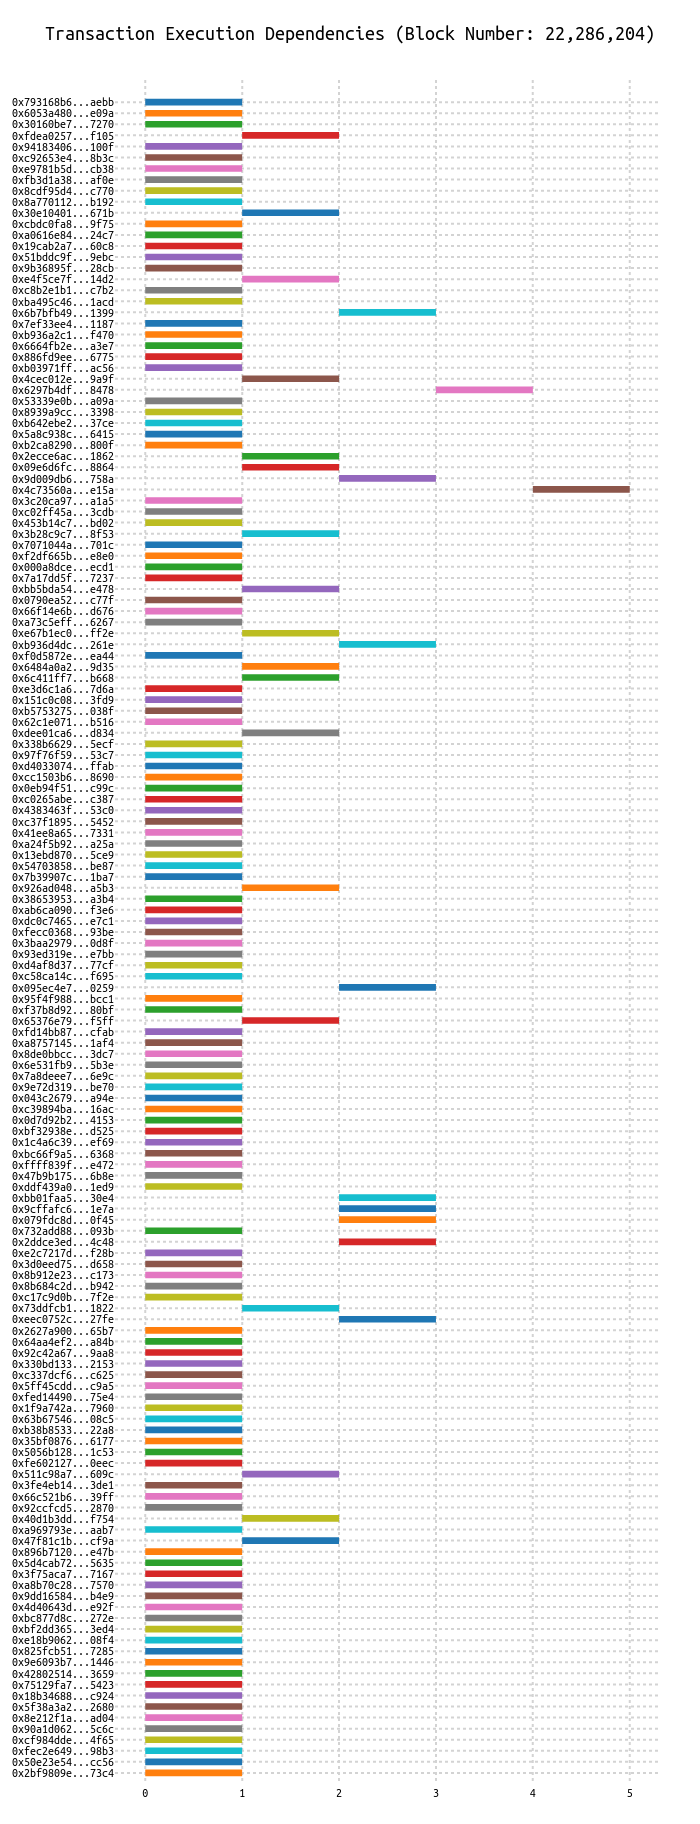 Transaction Execution Dependencies (Block Number: 22,286,204)
0x793168b6...aebb
0x6053a480...e09a
0x30160be7...7270
0xfdea0257...f105
0x94183406...100f
0xc92653e4...8b3c
0xe9781b5d...cb38
0xfb3d1a38...af0e
0x8cdf95d4...c770
0x8a770112...b192
0x30e10401...671b
0xcbdc0fa8...9f75
0xa0616e84...24c7
0x19cab2a7...60c8
0x51bddc9f...9ebc
0x9b36895f...28cb
0xe4f5ce7f...14d2
0xc8b2e1b1...c7b2
0xba495c46...1acd
0x6b7bfb49...1399
0x7ef33ee4...1187
0xb936a2c1...f470
0x6664fb2e...a3e7
0x886fd9ee...6775
0xb03971ff...ac56
0x4cec012e...9a9f
0x6297b4df...8478
0x53339e0b...a09a
0x8939a9cc...3398
0xb642ebe2...37ce
0x5a8c938c...6415
0xb2ca8290...800f
0x2ecce6ac...1862
0x09e6d6fc...8864
0x9d009db6...758a
0x4c73560a...e15a
0x3c20ca97...a1a5
0xc02ff45a...3cdb
0x453b14c7...bd02
0x3b28c9c7...8f53
0x7071044a...701c
0xf2df665b...e8e0
0x000a8dce...ecd1
0x7a17dd5f...7237
0xbb5bda54...e478
0x0790ea52...c77f
0x66f14e6b...d676
0xa73c5eff...6267
0xe67b1ec0...ff2e
0xb936d4dc...261e
0xf0d5872e...ea44
0x6484a0a2...9d35
0x6c411ff7...b668
0xe3d6c1a6...7d6a
0x151c0c08...3fd9
0xb5753275...038f
0x62c1e071...b516
0xdee01ca6...d834
0x338b6629...5ecf
0x97f76f59...53c7
0xd4033074...ffab
0xcc1503b6...8690
0x0eb94f51...c99c
0xc0265abe...c387
0x4383463f...53c0
0xc37f1895...5452
0x41ee8a65...7331
0xa24f5b92...a25a
0x13ebd870...5ce9
0x54703858...be87
0x7b39907c...1ba7
0x926ad048...a5b3
0x38653953...a3b4
0xab6ca090...f3e6
0xdc0c7465...e7c1
0xfecc0368...93be
0x3baa2979...0d8f
0x93ed319e...e7bb
0xd4af8d37...77cf
0xc58ca14c...f695
0x095ec4e7...0259
0x95f4f988...bcc1
0xf37b8d92...80bf
0x65376e79...f5ff
0xfd14bb87...cfab
0xa8757145...1af4
0x8de0bbcc...3dc7
0x6e531fb9...5b3e
0x7a8deee7...6e9c
0x9e72d319...be70
0x043c2679...a94e
0xc39894ba...16ac
0x0d7d92b2...4153
0xbf32938e...d525
0x1c4a6c39...ef69
0xbc66f9a5...6368
0xffff839f...e472
0x47b9b175...6b8e
0xddf439a0...1ed9
0xbb01faa5...30e4
0x9cffafc6...1e7a
0x079fdc8d...0f45
0x732add88...093b
0x2ddce3ed...4c48
0xe2c7217d...f28b
0x3d0eed75...d658
0x8b912e23...c173
0x8b684c2d...b942
0xc17c9d0b...7f2e
0x73ddfcb1...1822
0xeec0752c...27fe
0x2627a900...65b7
0x64aa4ef2...a84b
0x92c42a67...9aa8
0x330bd133...2153
0xc337dcf6...c625
0x5ff45cdd...c9a5
0xfed14490...75e4
0x1f9a742a...7960
0x63b67546...08c5
0xb38b8533...22a8
0x35bf0876...6177
0x5056b128...1c53
0xfe602127...0eec
0x511c98a7...609c
0x3fe4eb14...3de1
0x66c521b6...39ff
0x92ccfcd5...2870
0x40d1b3dd...f754
0xa969793e...aab7
0x47f81c1b...cf9a
0x896b7120...e47b
0x5d4cab72...5635
0x3f75aca7...7167
0xa8b70c28...7570
0x9dd16584...b4e9
0x4d40643d...e92f
0xbc877d8c...272e
0xbf2dd365...3ed4
0xe18b9062...08f4
0x825fcb51...7285
0x9e6093b7...1446
0x42802514...3659
0x75129fa7...5423
0x18b34688...c924
0x5f38a3a2...2680
0x8e212f1a...ad04
0x90a1d062...5c6c
0xcf984dde...4f65
0xfec2e649...98b3
0x50e23e54...cc56
0x2bf9809e...73c4
0 1 2 3 4 5